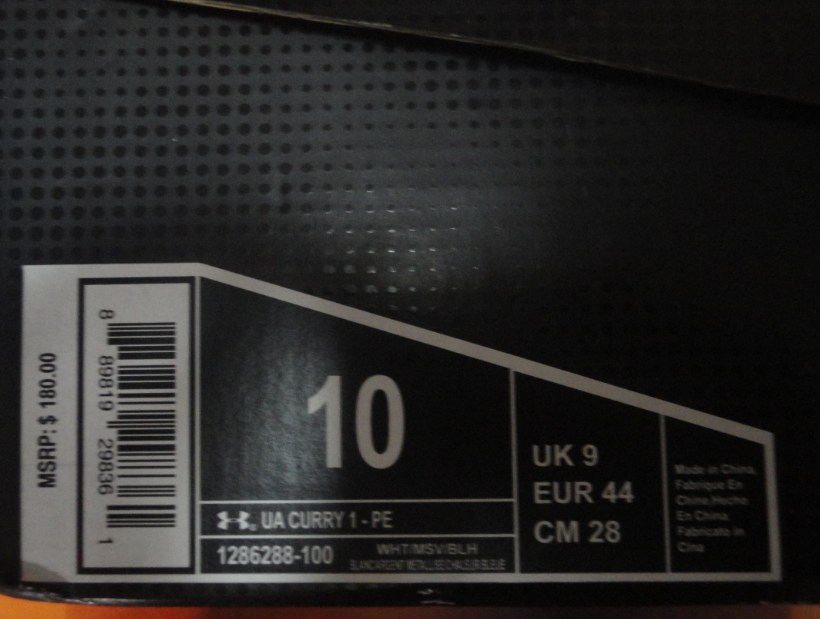 MSRP: $ 180.00
8 89819 29836 1
10
UA CURRY 1 - PE
1286288-100
WHT/MSV/BLH
UK 9
EUR 44
CM 28
Made in China,
Fabrique En
Chine,Hecho
En China,
Fabricato in
Cina